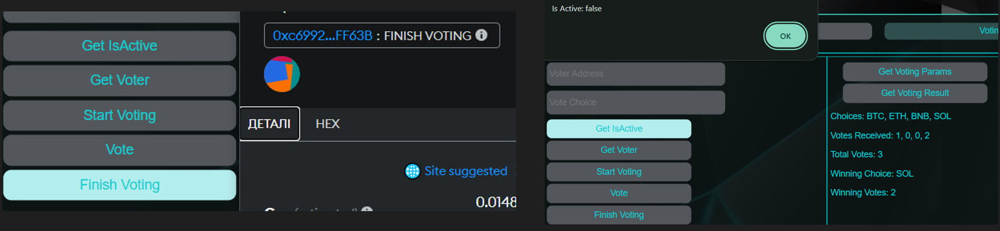 Get IsActive
Get Voter
Start Voting
Vote
Finish Voting
0xc6992...FF63B : FINISH VOTING
ДЕТАЛІ
HEX
Site suggested
0.0148
Is Active: false
OK
Voter Address
Vote Choice
Get IsActive
Get Voter
Start Voting
Vote
Finish Voting
Get Voting Params
Get Voting Result
Choices: BTC, ETH, BNB, SOL
Votes Received: 1, 0, 0, 2
Total Votes: 3
Winning Choice: SOL
Winning Votes: 2